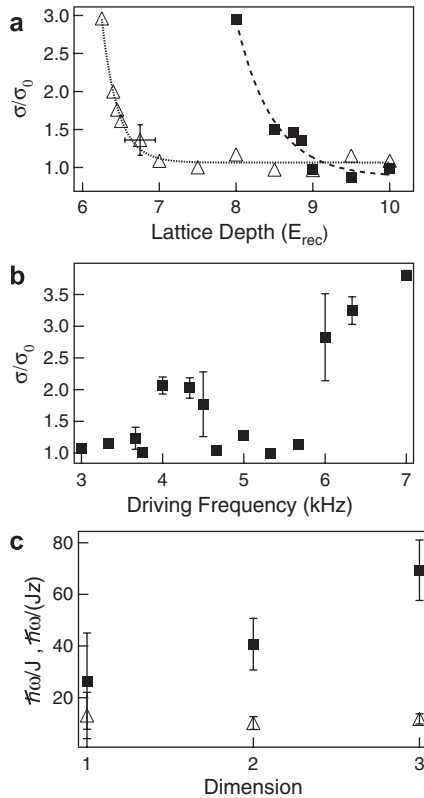 a
3.0
2.5
2.0
1.5
1.0
σ/σ0
6 7 8 9 10
Lattice Depth (Erec)
b
3.5
3.0
2.5
2.0
1.5
1.0
σ/σ0
3 4 5 6 7
Driving Frequency (kHz)
c
80
60
40
20
ℏω/J , ℏω/(Jz)
1 2 3
Dimension